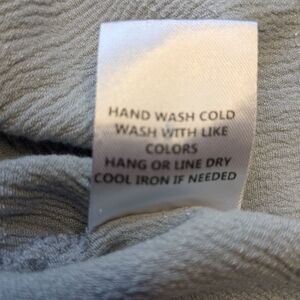 HAND WASH COLD
WASH WITH LIKE
COLORS
HANG OR LINE DRY
COOL IRON IF NEEDED